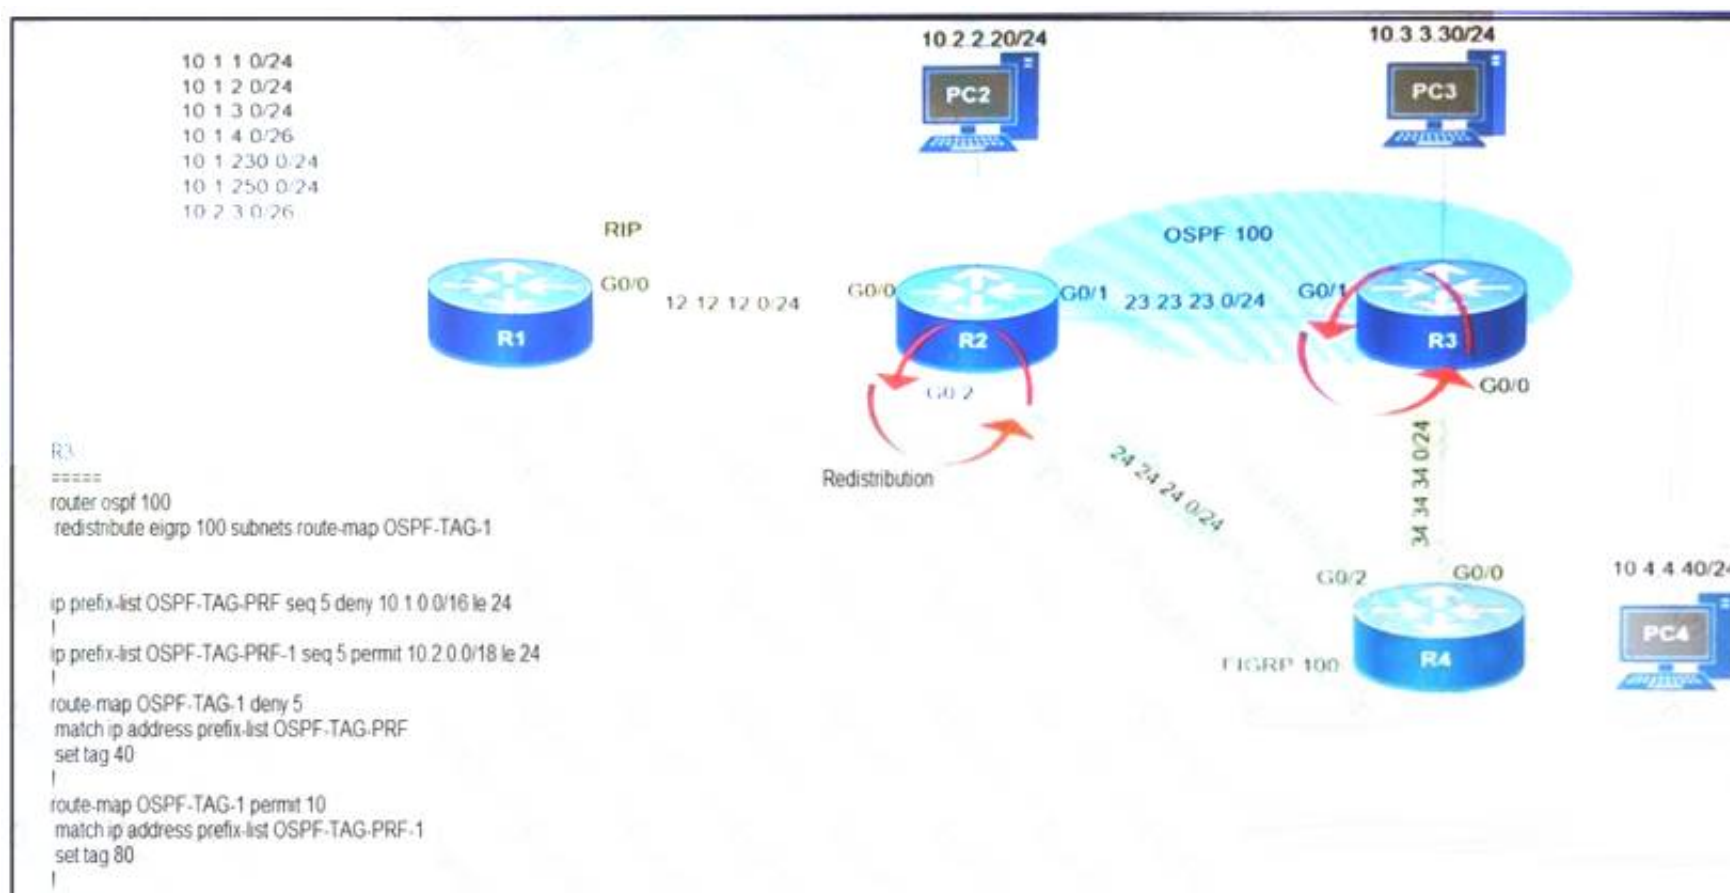 10 1 1 0/24
10 1 2 0/24
10 1 3 0/24
10 1 4 0/26
10 1 230 0/24
10 1 250 0/24
10 2 3 0/26
10 2 2 20/24
PC2
10 3 3.30/24
PC3
RIP
OSPF 100
G0/0
12 12 12 0/24
G0/0
G0/1
23 23 23 0/24
G0/1
R1
R2
R3
G0 2
G0/0
Redistribution
24 24 24 0/24
34 34 34 0/24
G0/2
G0/0
10 4 4 40/24
PC4
EIGRP 100
R4
R3
=====
router ospf 100
redistribute eigrp 100 subnets route-map OSPF-TAG-1
ip prefix-list OSPF-TAG-PRF seq 5 deny 10.1.0.0/16 le 24
!
ip prefix-list OSPF-TAG-PRF-1 seq 5 permit 10.2.0.0/18 le 24
!
route-map OSPF-TAG-1 deny 5
match ip address prefix-list OSPF-TAG-PRF
set tag 40
!
route-map OSPF-TAG-1 permit 10
match ip address prefix-list OSPF-TAG-PRF-1
set tag 80
!